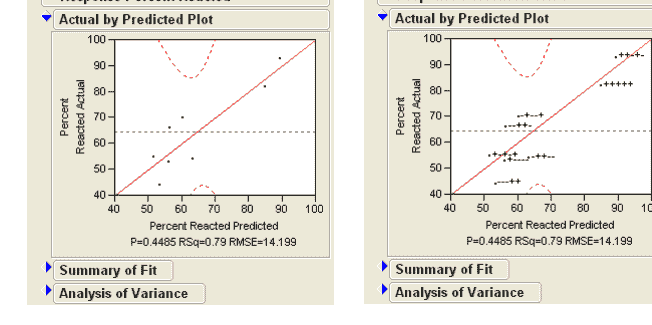 Actual by Predicted Plot
Percent
Reacted Actual
100
90
80
70
60
50
40
40 50 60 70 80 90 100
Percent Reacted Predicted
P=0.4485 RSq=0.79 RMSE=14.199
Summary of Fit
Analysis of Variance
Actual by Predicted Plot
Percent
Reacted Actual
100
90
80
70
60
50
40
40 50 60 70 80 90
Percent Reacted Predicted
P=0.4485 RSq=0.79 RMSE=14.199
Summary of Fit
Analysis of Variance